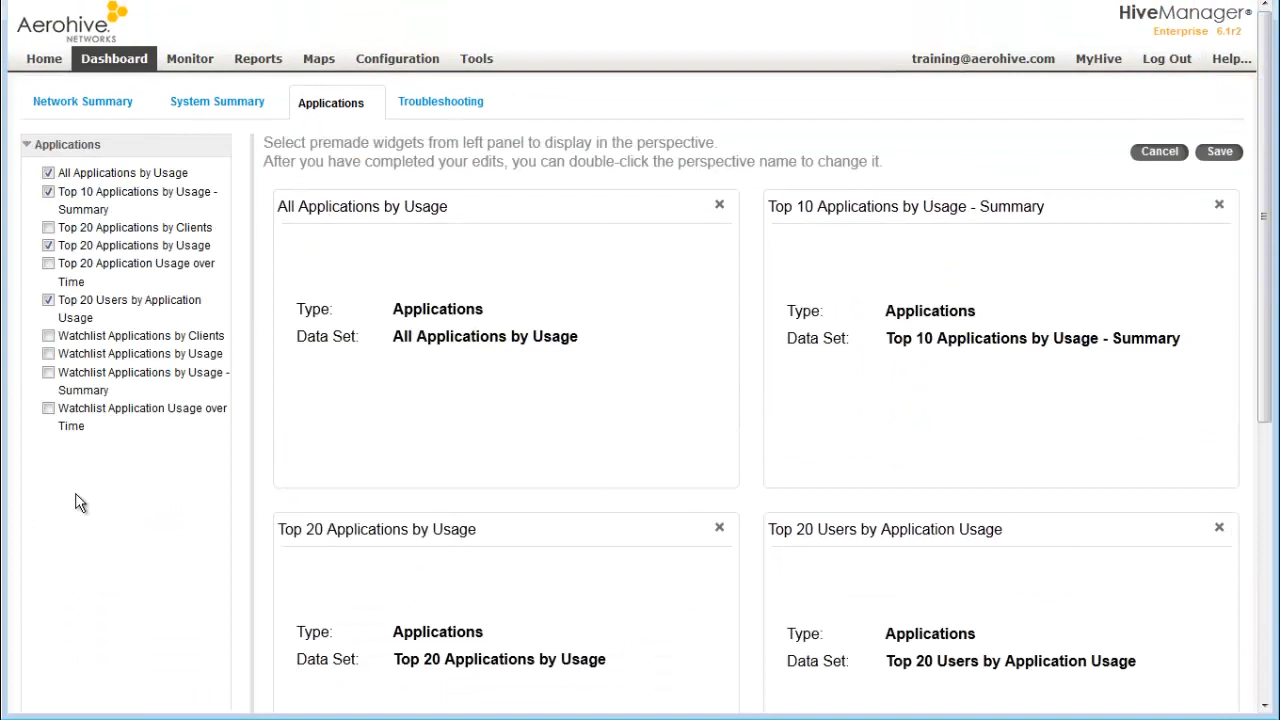 Aerohive
NETWORKS
HiveManager®
Enterprise 6.1r2
Home Dashboard Monitor Reports Maps Configuration Tools training@aerohive.com MyHive Log Out Help...
Network Summary System Summary Applications Troubleshooting
Applications
All Applications by Usage
Top 10 Applications by Usage -
Summary
Top 20 Applications by Clients
Top 20 Applications by Usage
Top 20 Application Usage over
Time
Top 20 Users by Application
Usage
Watchlist Applications by Clients
Watchlist Applications by Usage
Watchlist Applications by Usage -
Summary
Watchlist Application Usage over
Time
Select premade widgets from left panel to display in the perspective.
After you have completed your edits, you can double-click the perspective name to change it.
Cancel Save
All Applications by Usage
Type: Applications
Data Set: All Applications by Usage
Top 10 Applications by Usage - Summary
Type: Applications
Data Set: Top 10 Applications by Usage - Summary
Top 20 Applications by Usage
Type: Applications
Data Set: Top 20 Applications by Usage
Top 20 Users by Application Usage
Type: Applications
Data Set: Top 20 Users by Application Usage